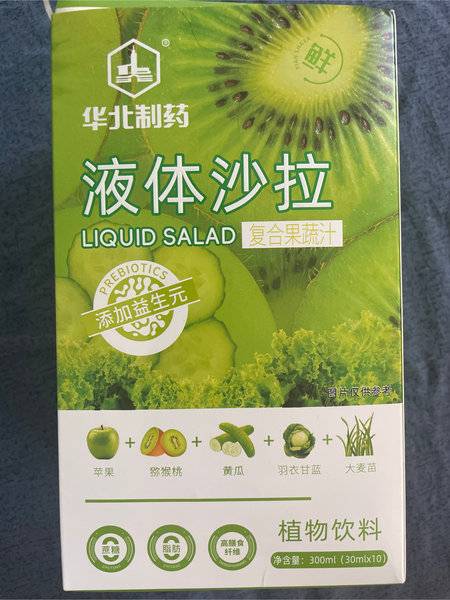 华北制药
液体沙拉
LIQUID SALAD 复合果蔬汁
PREBIOTICS
添加益生元
图片仅供参考
苹果 + 猕猴桃 + 黄瓜 + 羽衣甘蓝 + 大麦苗
0 蔗糖
0 脂肪
高膳食
纤维
植物饮料
净含量：300ml（30mlx10）